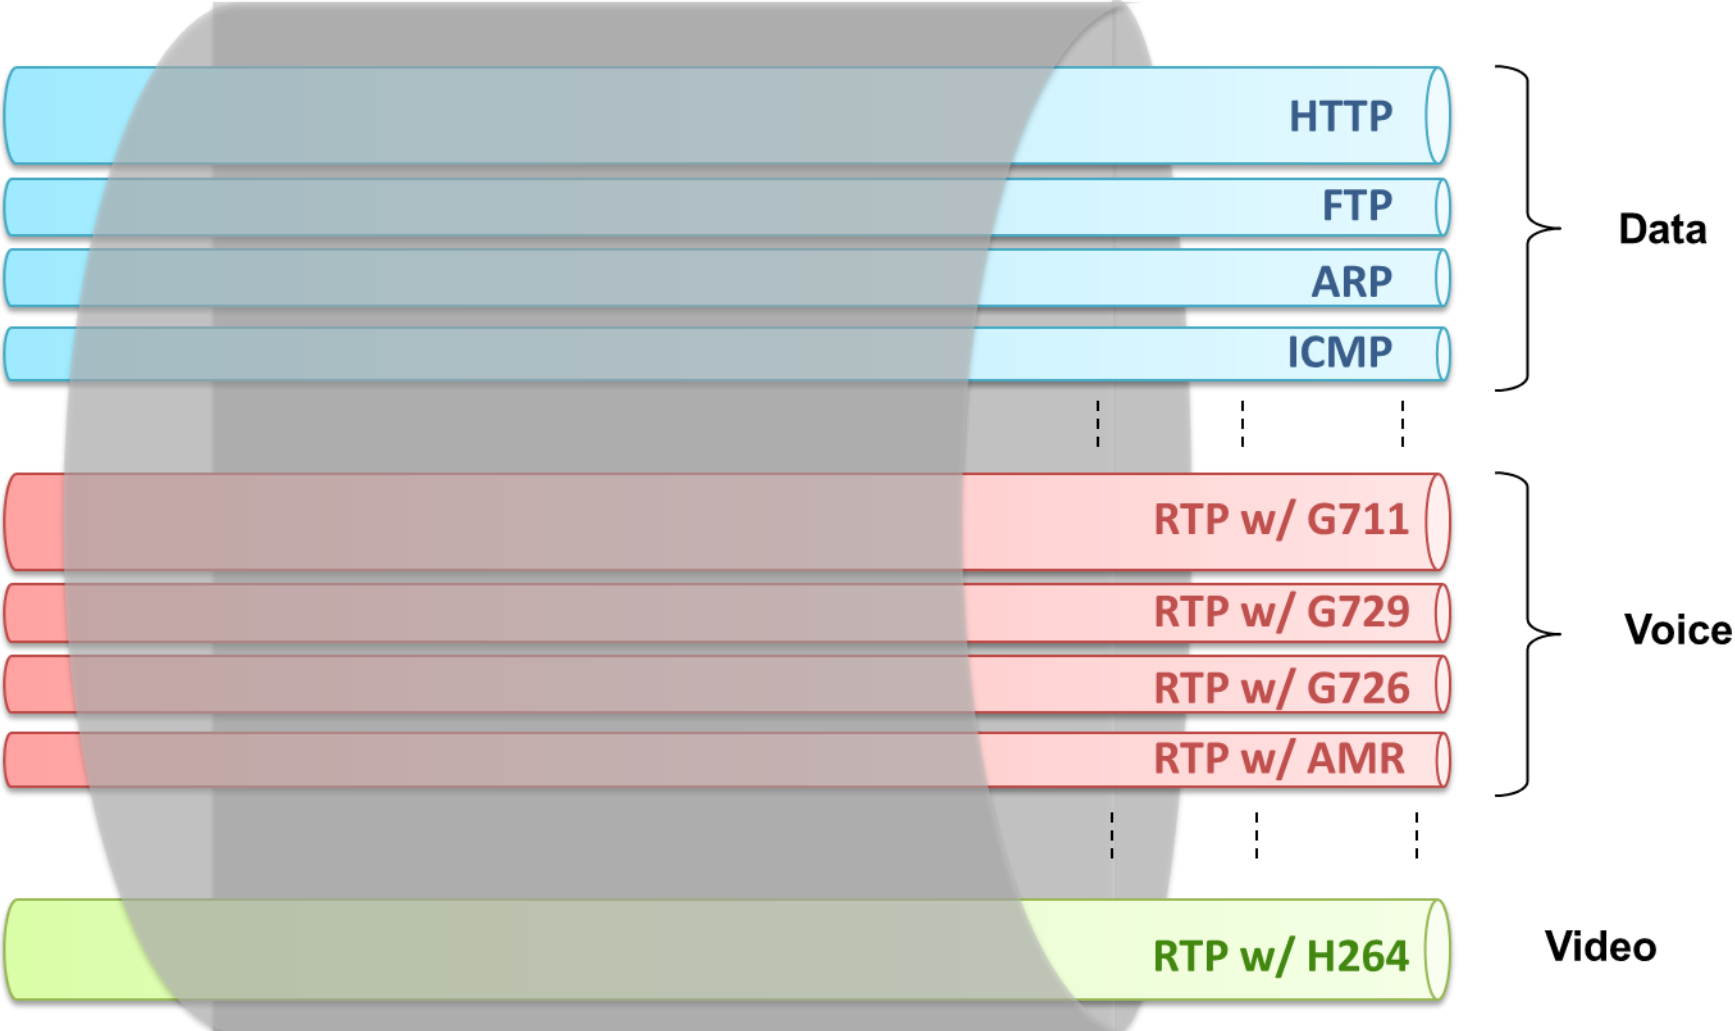 HTTP
FTP
ARP
ICMP
Data
RTP w/ G711
RTP w/ G729
RTP w/ G726
RTP w/ AMR
Voice
RTP w/ H264
Video